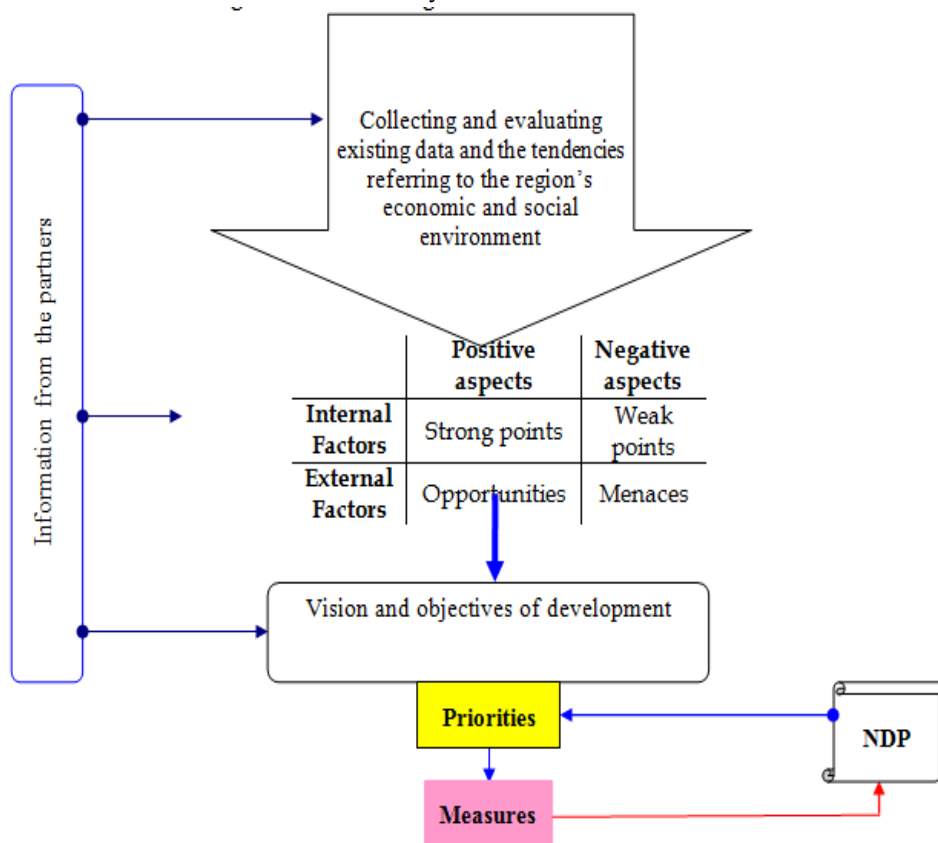 Information from the partners
Collecting and evaluating
existing data and the tendencies
referring to the region's
economic and social
environment
Positive aspects
Negative aspects
Internal Factors
Strong points
Weak points
External Factors
Opportunities
Menaces
Vision and objectives of development
Priorities
NDP
Measures